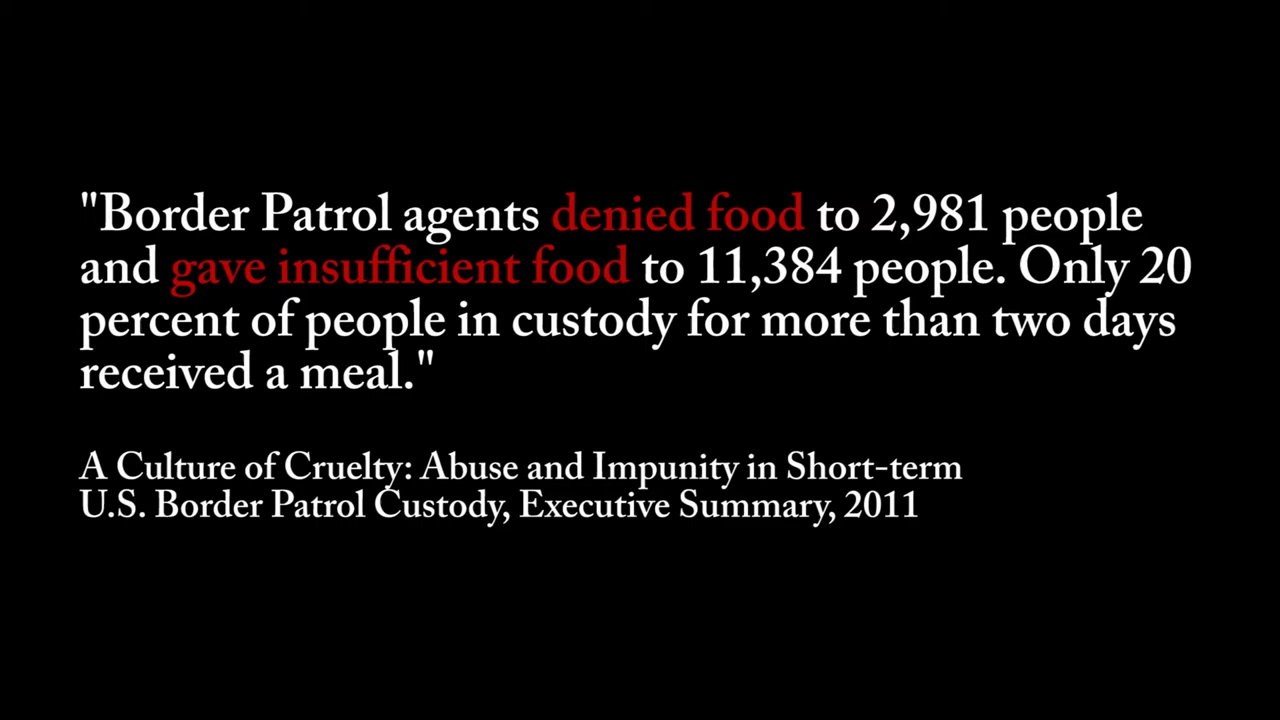 "Border Patrol agents denied food to 2,981 people
and gave insufficient food to 11,384 people. Only 20
percent of people in custody for more than two days
received a meal."
A Culture of Cruelty: Abuse and Impunity in Short-term
U.S. Border Patrol Custody, Executive Summary, 2011